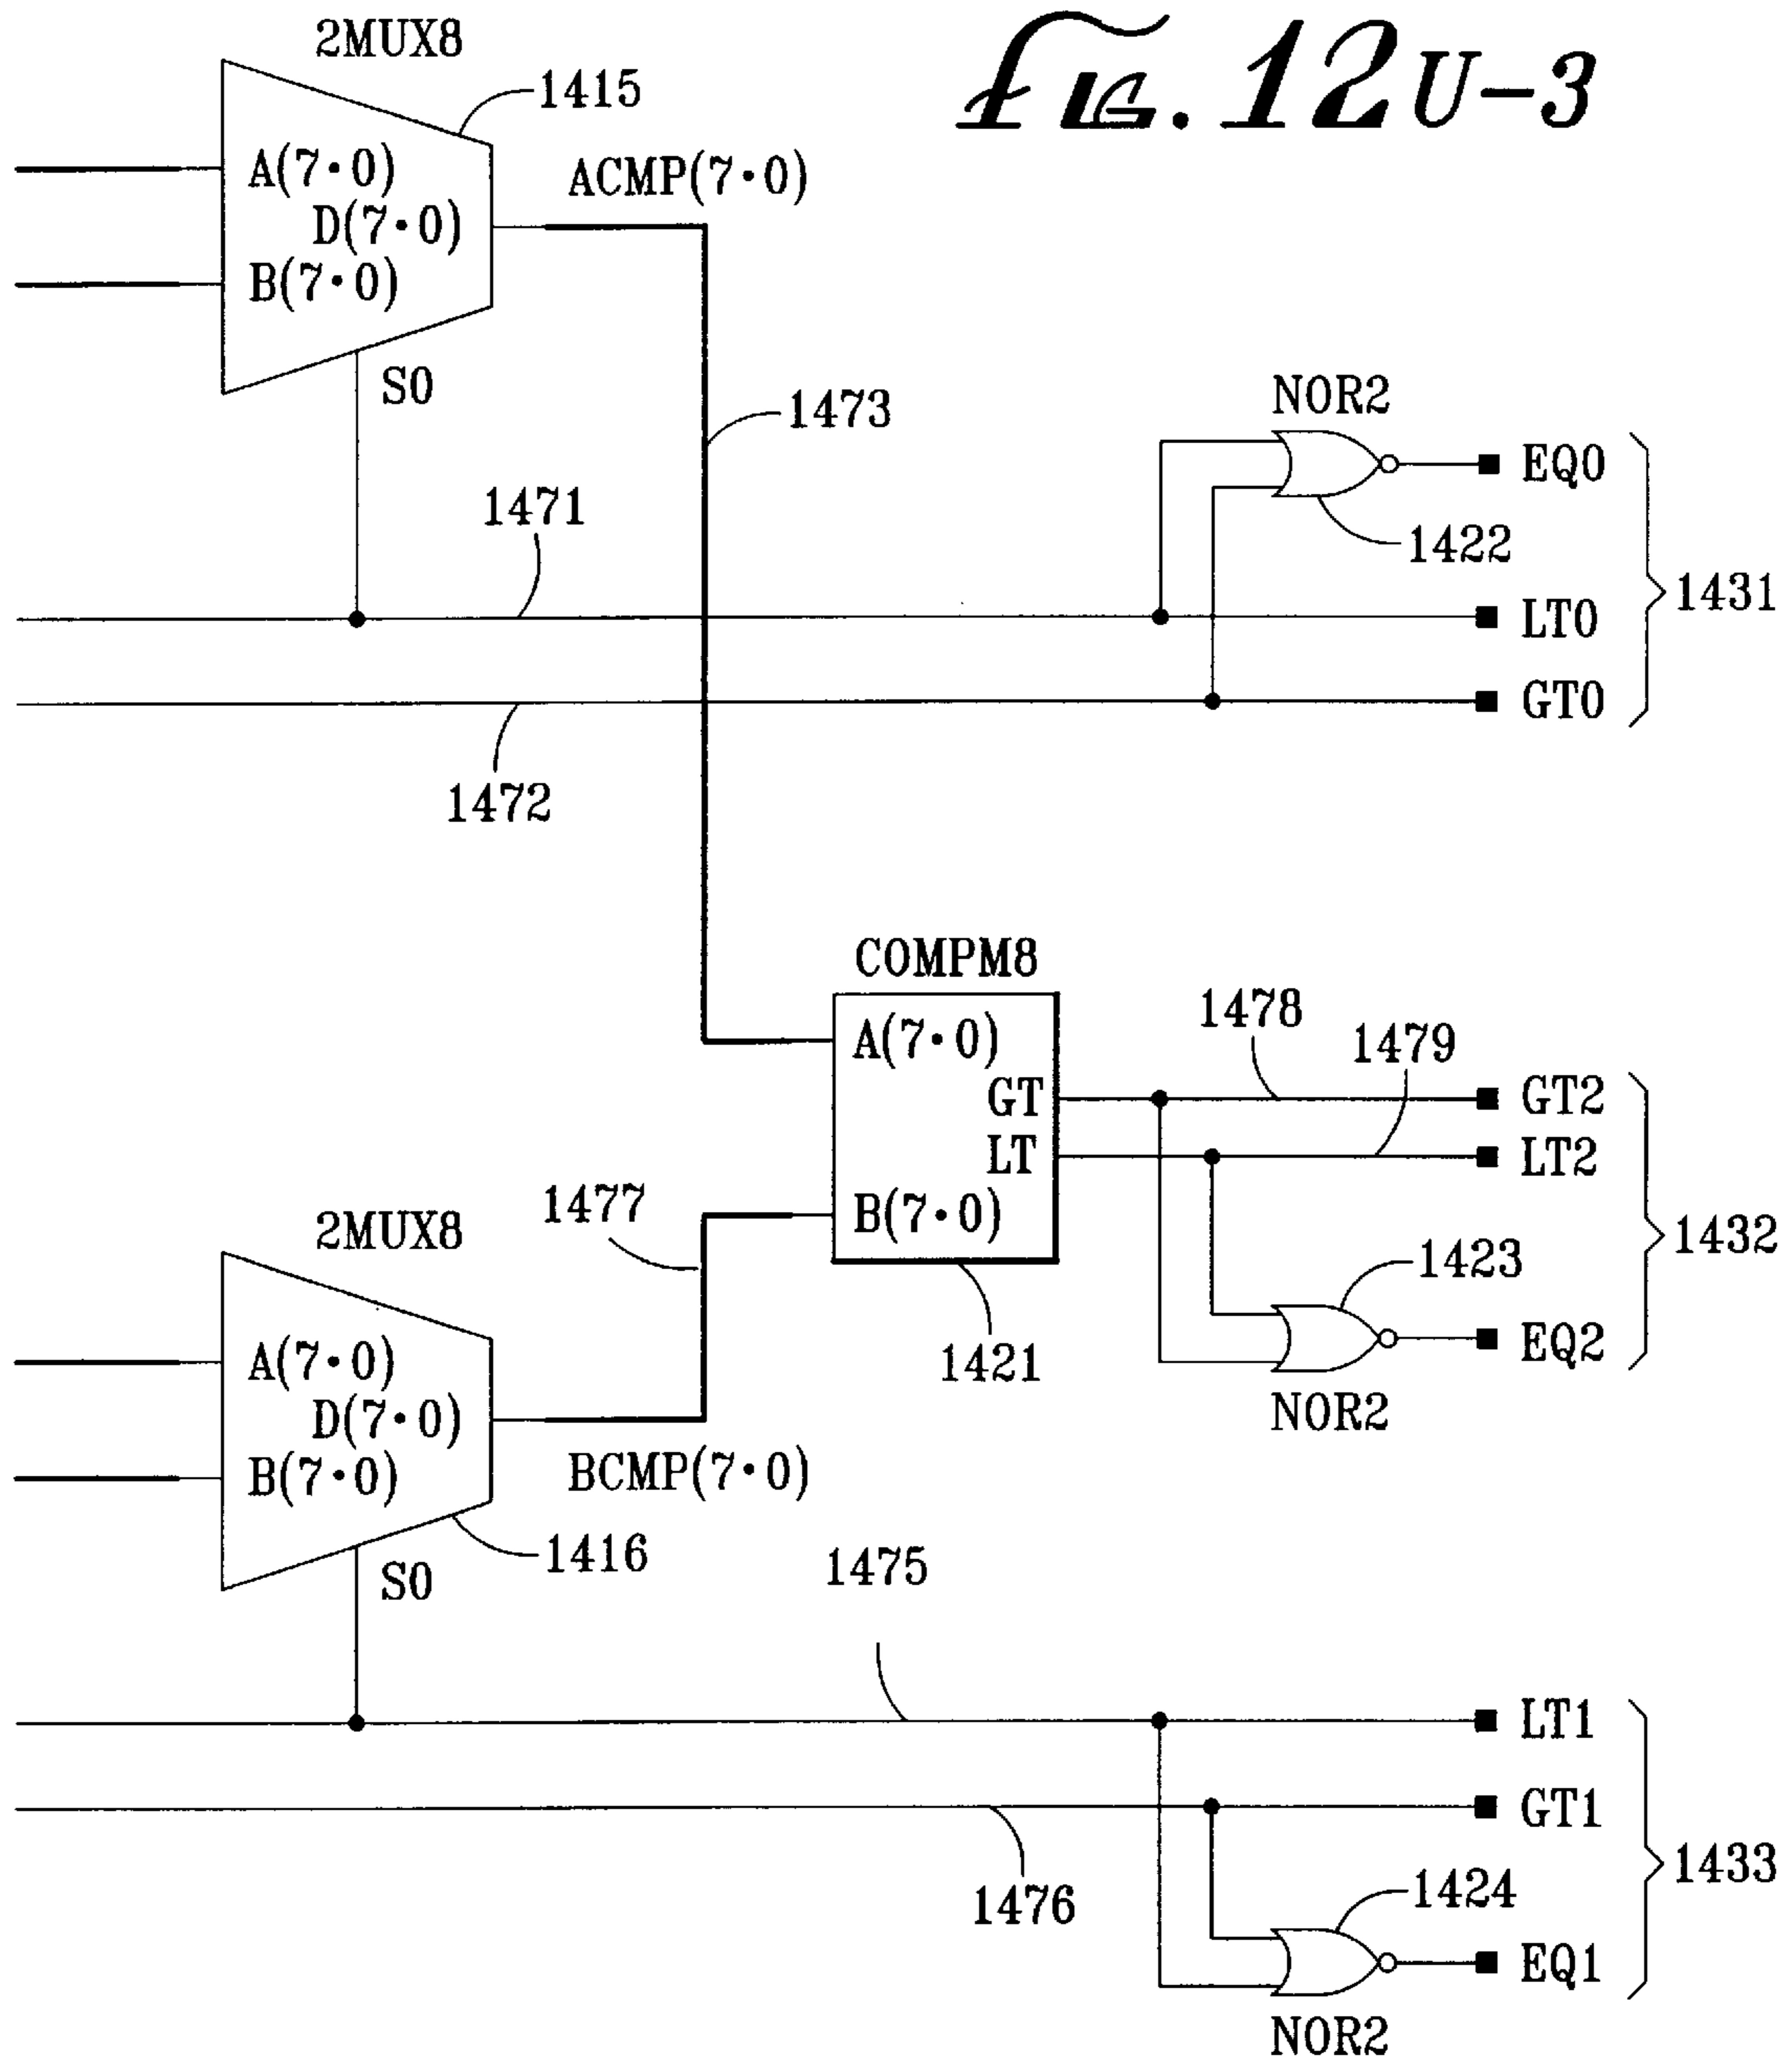 FIG. 12U-3
2MUX8
1415
A(7·0)
D(7·0)
B(7·0)
S0
ACMP(7·0)
1473
1471
1472
NOR2
1422
EQ0
LT0
GT0
1431
COMPM8
A(7·0)
GT
LT
B(7·0)
1421
1478
1479
GT2
LT2
1432
1423
EQ2
NOR2
1477
2MUX8
A(7·0)
D(7·0)
B(7·0)
S0
1416
BCMP(7·0)
1475
1476
LT1
GT1
1433
1424
EQ1
NOR2